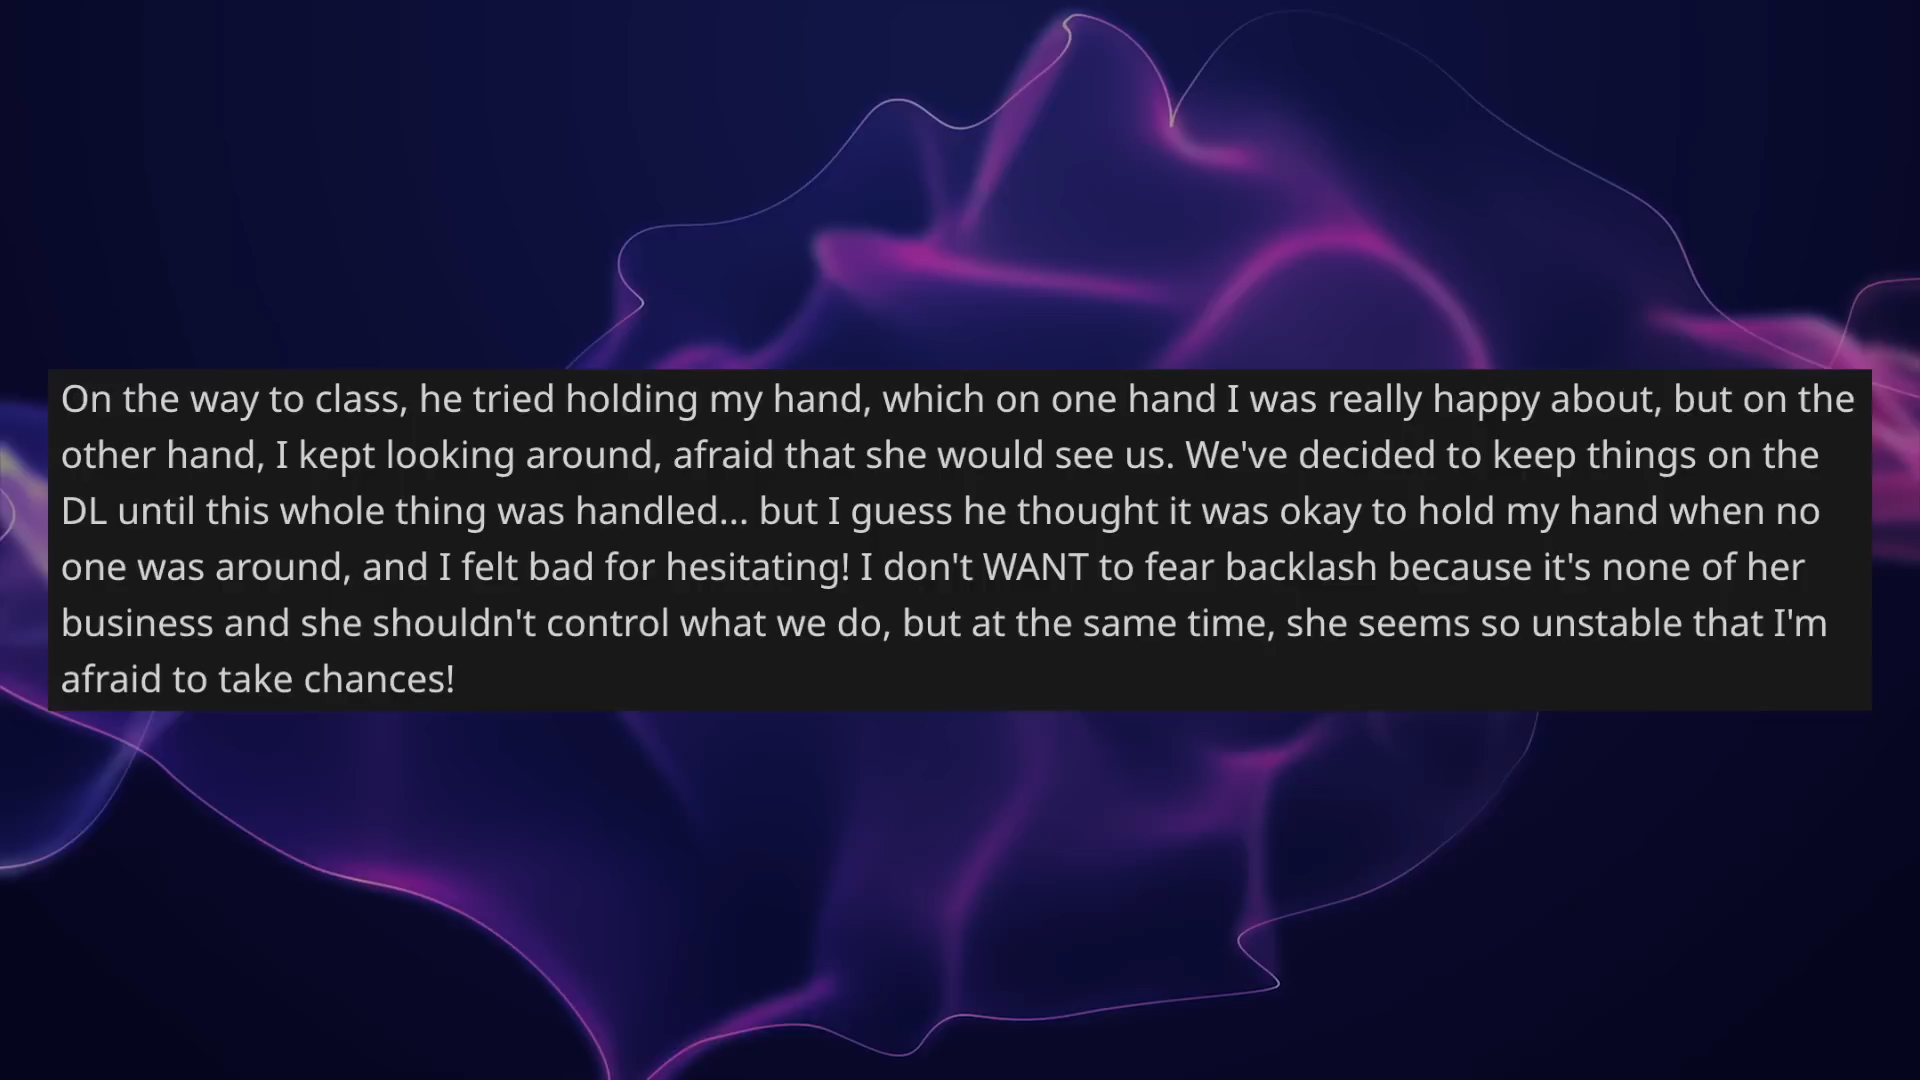 On the way to class, he tried holding my hand, which on one hand I was really happy about, but on the
other hand, I kept looking around, afraid that she would see us. We've decided to keep things on the
DL until this whole thing was handled... but I guess he thought it was okay to hold my hand when no
one was around, and I felt bad for hesitating! I don't WANT to fear backlash because it's none of her
business and she shouldn't control what we do, but at the same time, she seems so unstable that I'm
afraid to take chances!